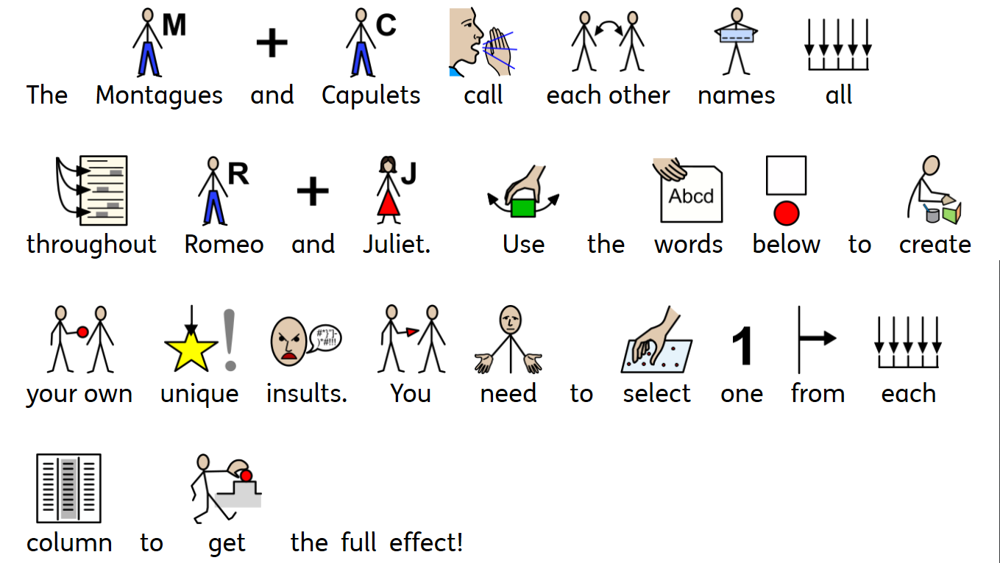 M C
The Montagues and Capulets call each other names all
R J Abcd
throughout Romeo and Juliet. Use the words below to create
#*}"}-
)*#!!!
1
your own unique insults. You need to select one from each
column to get the full effect!